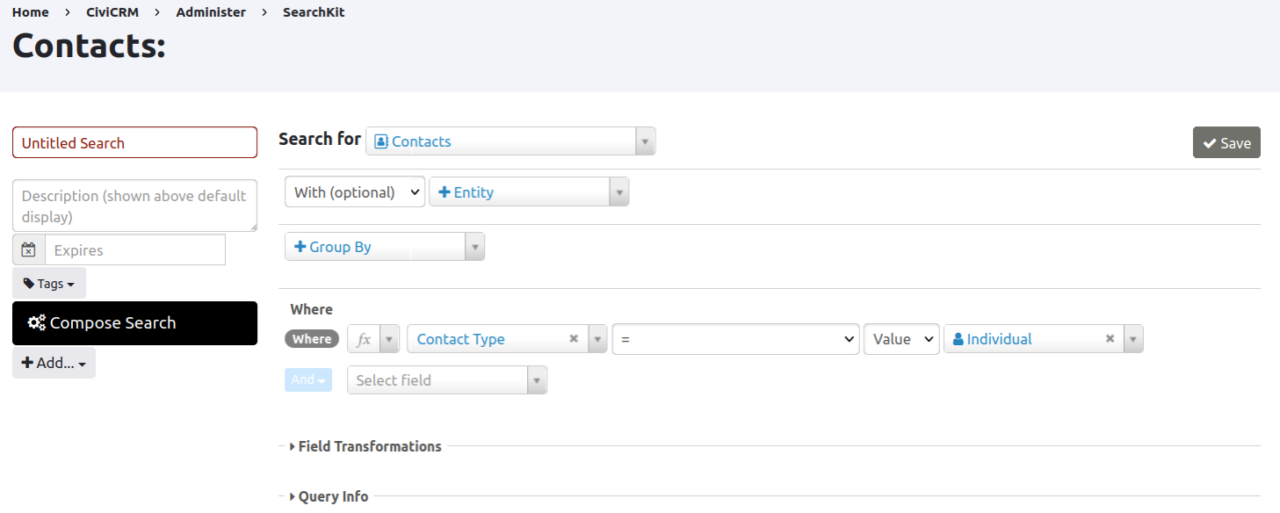 Home > CiviCRM > Administer > SearchKit
Contacts:
Untitled Search
Description (shown above default
display)
Expires
Tags
Compose Search
Add...
Search for Contacts
Save
With (optional) Entity
Group By
Where
Where fx Contact Type = Value Individual
And Select field
Field Transformations
Query Info